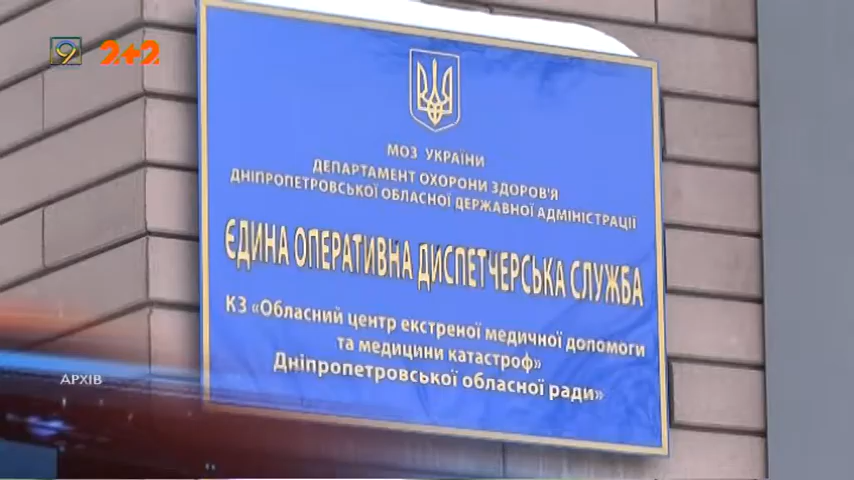 9 2+2
МОЗ УКРАЇНИ
ДЕПАРТАМЕНТ ОХОРОНИ ЗДОРОВ'Я
ДНІПРОПЕТРОВСЬКОЇ ОБЛАСНОЇ ДЕРЖАВНОЇ АДМІНІСТРАЦІЇ
ЄДИНА ОПЕРАТИВНА ДИСПЕТЧЕРСЬКА СЛУЖБА
КЗ «Обласний центр екстреної медичної допомоги
та медицини катастроф»
Дніпропетровської обласної ради»
АРХІВ